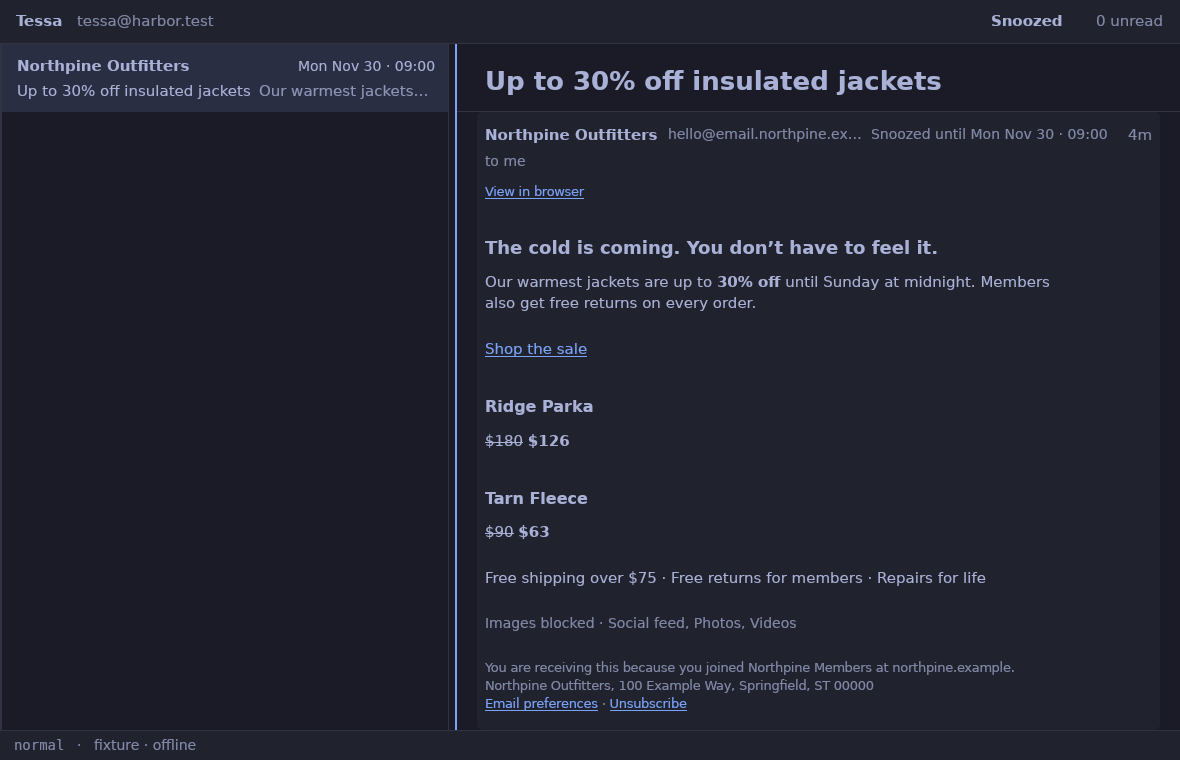 Tessa tessa@harbor.test Snoozed 0 unread
Northpine Outfitters Mon Nov 30 · 09:00
Up to 30% off insulated jackets Our warmest jackets…
Up to 30% off insulated jackets
Northpine Outfitters hello@email.northpine.ex… Snoozed until Mon Nov 30 · 09:00 4m
to me
View in browser
The cold is coming. You don’t have to feel it.
Our warmest jackets are up to 30% off until Sunday at midnight. Members
also get free returns on every order.
Shop the sale
Ridge Parka
$180 $126
Tarn Fleece
$90 $63
Free shipping over $75 · Free returns for members · Repairs for life
Images blocked · Social feed, Photos, Videos
You are receiving this because you joined Northpine Members at northpine.example.
Northpine Outfitters, 100 Example Way, Springfield, ST 00000
Email preferences · Unsubscribe
normal · fixture · offline